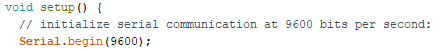 void setup() {
// initialize serial communication at 9600 bits per second:
Serial.begin(9600);